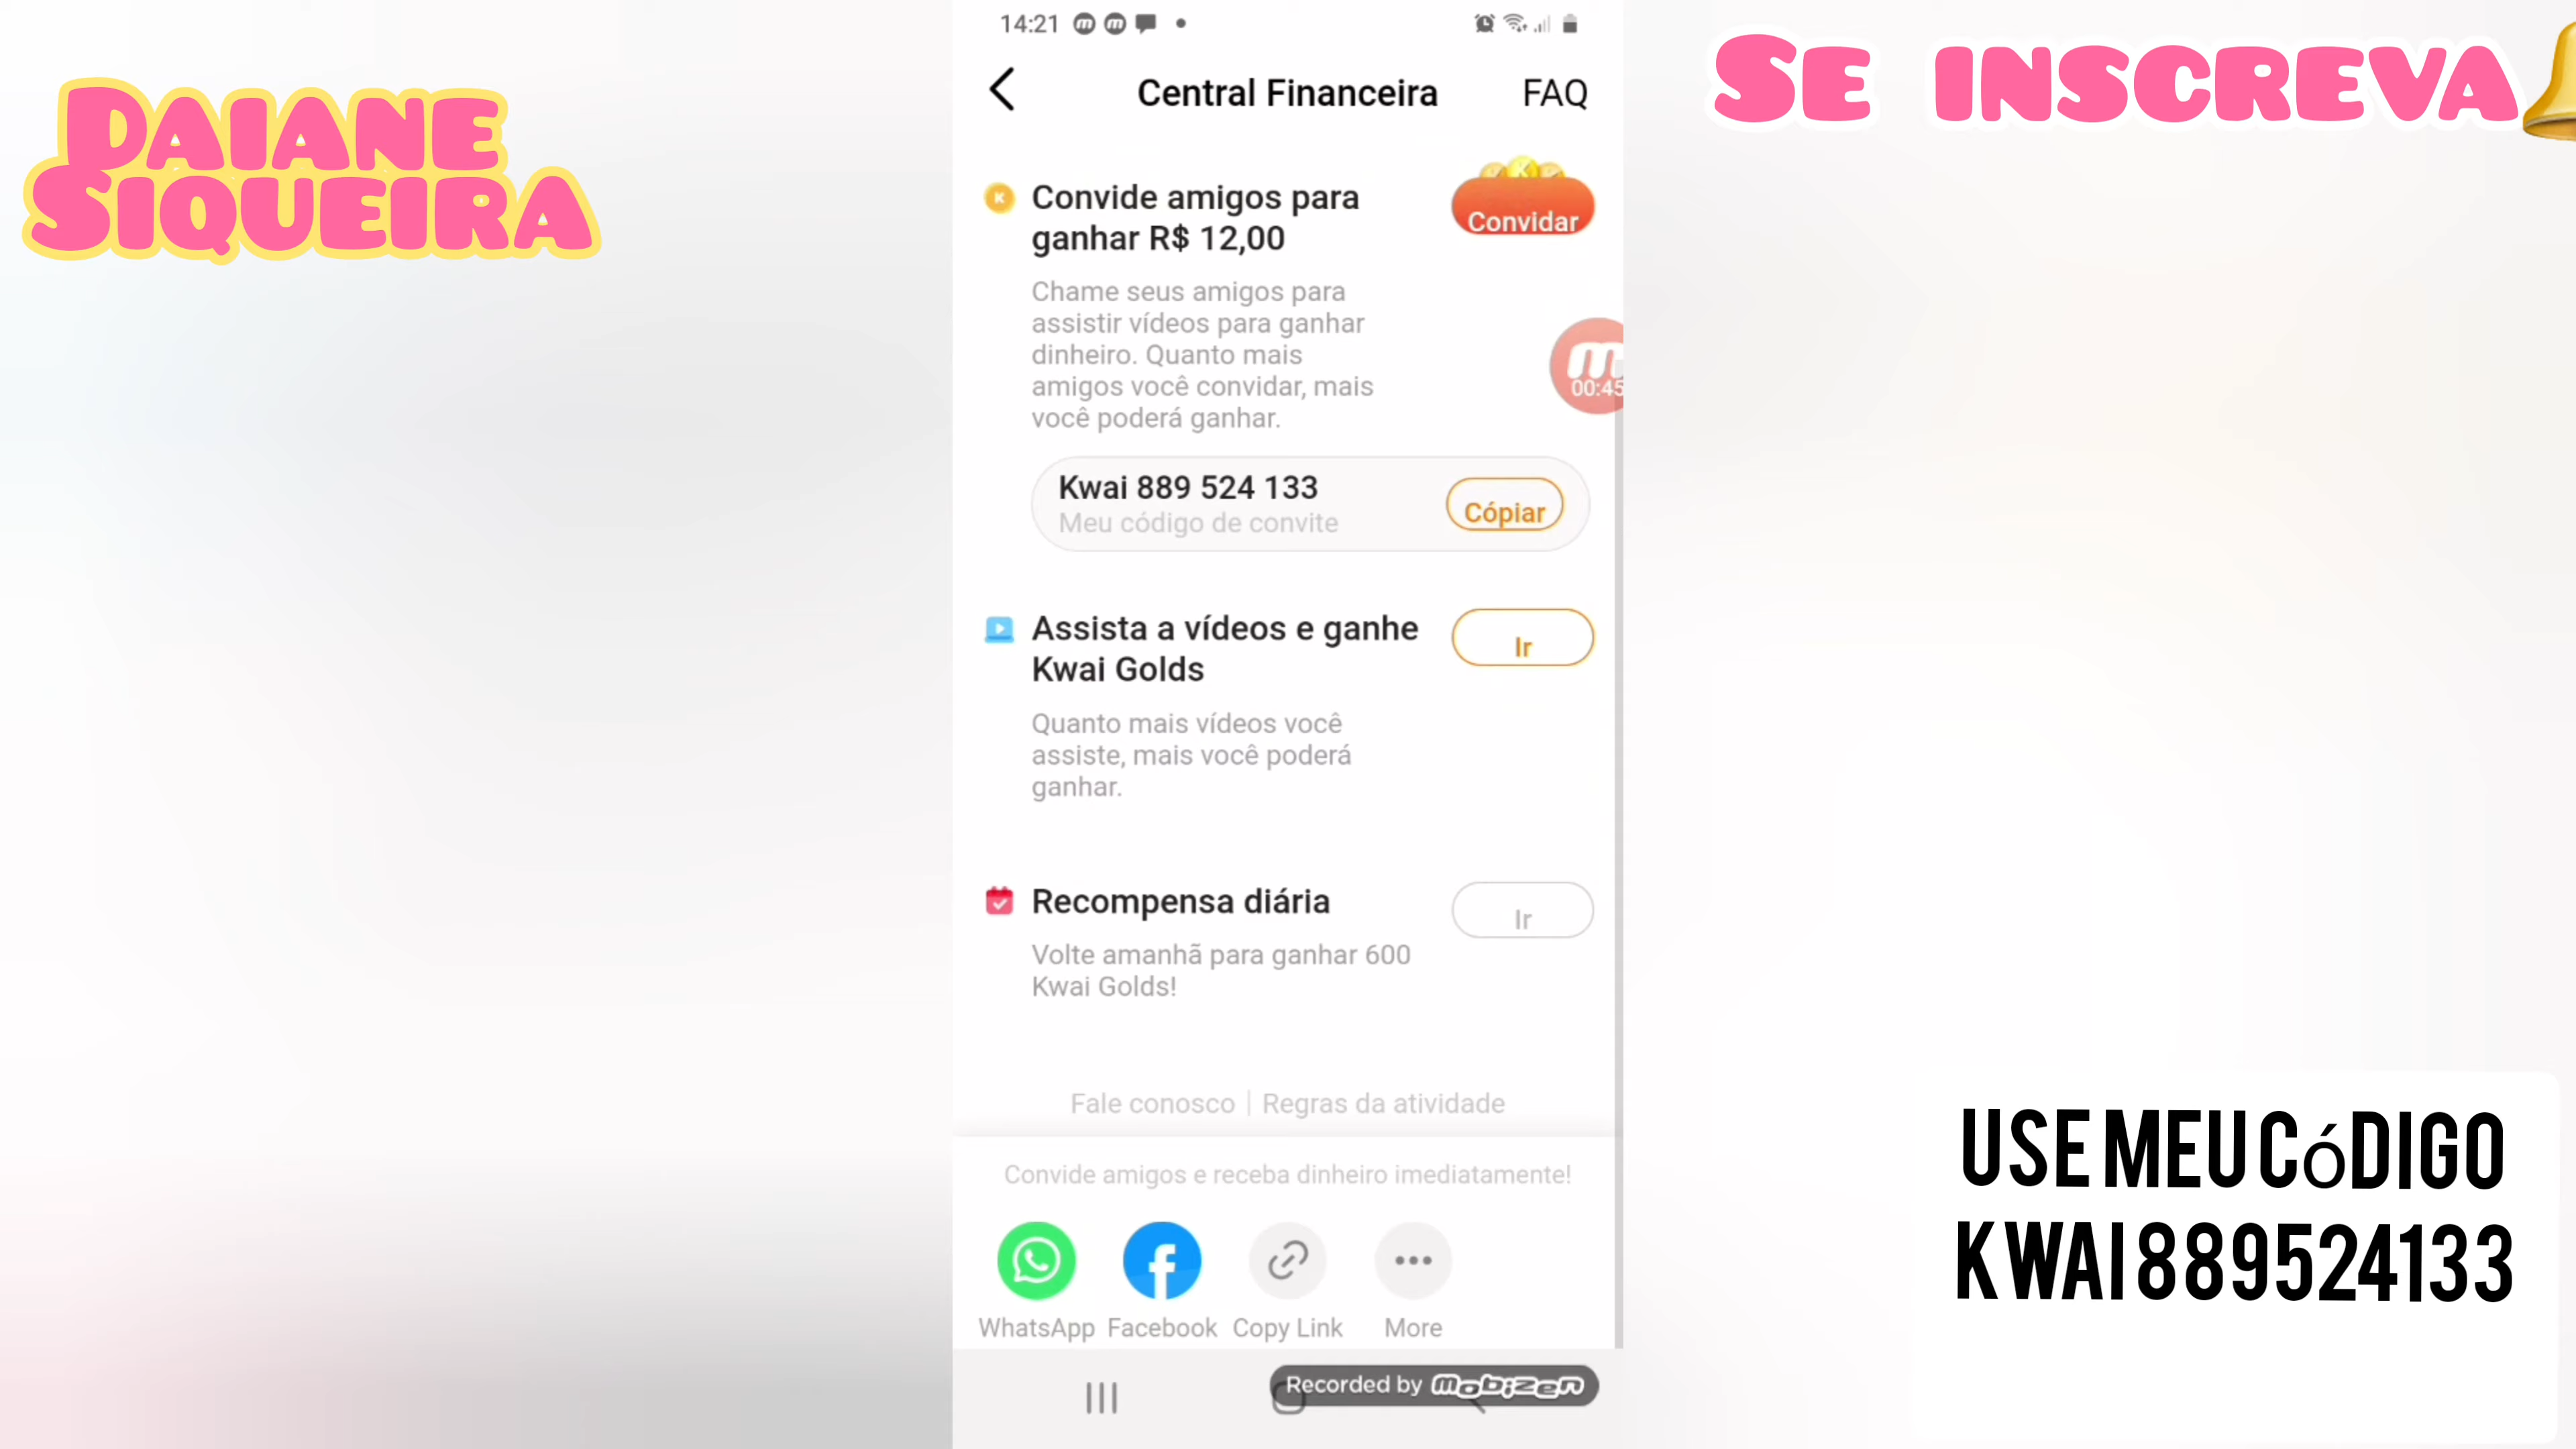 DAIANE
SIQUEIRA
SE INSCREVA
14:21
Central Financeira
FAQ
Convide amigos para
ganhar R$ 12,00
Convidar
Chame seus amigos para
assistir vídeos para ganhar
dinheiro. Quanto mais
amigos você convidar, mais
você poderá ganhar.
00:45
Kwai 889 524 133
Meu código de convite
Cópiar
Assista a vídeos e ganhe
Kwai Golds
Ir
Quanto mais vídeos você
assiste, mais você poderá
ganhar.
Recompensa diária
Ir
Volte amanhã para ganhar 600
Kwai Golds!
Fale conosco | Regras da atividade
Convide amigos e receba dinheiro imediatamente!
WhatsApp Facebook Copy Link More
Recorded by mobizen
USE MEU CóDIGO
KWAI 889524133